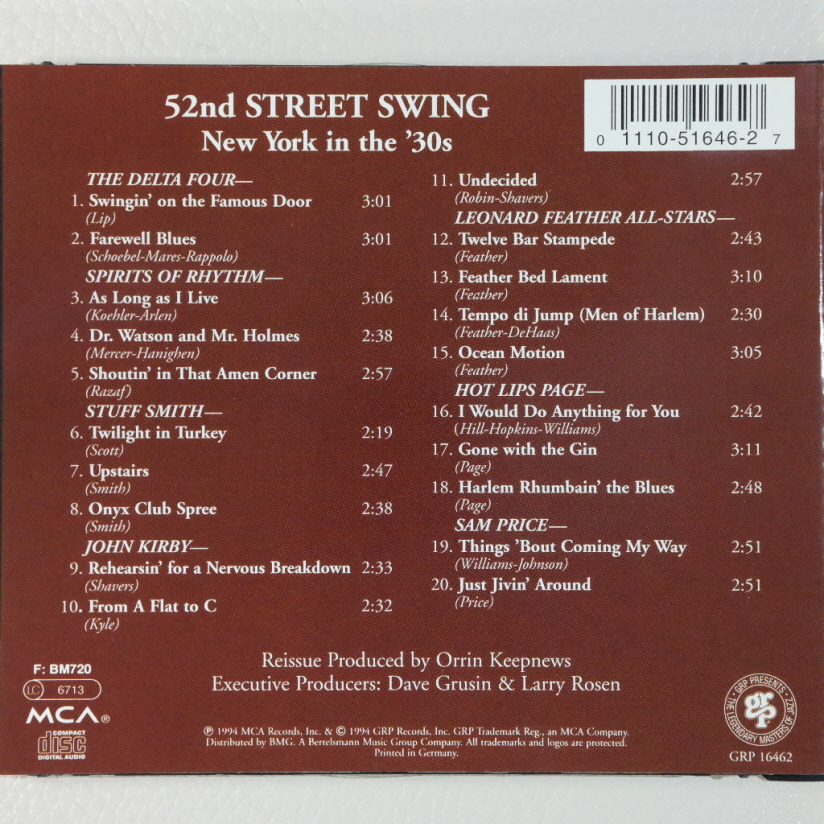 52nd STREET SWING
New York in the '30s
0 1110-51646-2 7
THE DELTA FOUR—
1. Swingin' on the Famous Door 3:01
(Lip)
2. Farewell Blues 3:01
(Schoebel-Mares-Rappolo)
SPIRITS OF RHYTHM—
3. As Long as I Live 3:06
(Koehler-Arlen)
4. Dr. Watson and Mr. Holmes 2:38
(Mercer-Hanighen)
5. Shoutin' in That Amen Corner 2:57
(Razaf)
STUFF SMITH—
6. Twilight in Turkey 2:19
(Scott)
7. Upstairs 2:47
(Smith)
8. Onyx Club Spree 2:38
(Smith)
JOHN KIRBY—
9. Rehearsin' for a Nervous Breakdown 2:33
(Shavers)
10. From A Flat to C 2:32
(Kyle)
11. Undecided 2:57
(Robin-Shavers)
LEONARD FEATHER ALL-STARS—
12. Twelve Bar Stampede 2:43
(Feather)
13. Feather Bed Lament 3:10
(Feather)
14. Tempo di Jump (Men of Harlem) 2:30
(Feather-DeHaas)
15. Ocean Motion 3:05
(Feather)
HOT LIPS PAGE—
16. I Would Do Anything for You 2:42
(Hill-Hopkins-Williams)
17. Gone with the Gin 3:11
(Page)
18. Harlem Rhumbain' the Blues 2:48
(Page)
SAM PRICE—
19. Things 'Bout Coming My Way 2:51
(Williams-Johnson)
20. Just Jivin' Around 2:51
(Price)
Reissue Produced by Orrin Keepnews
Executive Producers: Dave Grusin & Larry Rosen
F: BM720
LC 6713
MCA®
COMPACT
disc
DIGITAL AUDIO
℗ 1994 MCA Records, Inc. & © 1994 GRP Records, Inc. GRP Trademark Reg., an MCA Company.
Distributed by BMG. A Bertelsmann Music Group Company. All trademarks and logos are protected.
Printed in Germany.
GRP PRESENTS
THE LEGENDARY MASTERS OF JAZZ
grp
GRP 16462